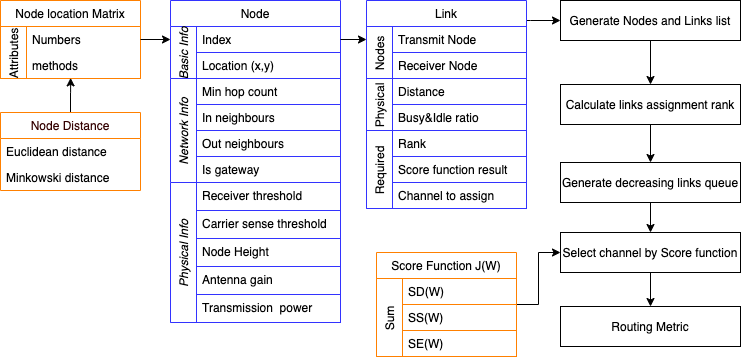 Node location Matrix
Attributes
Numbers
methods
Node Distance
Euclidean distance
Minkowski distance
Node
Basic Info
Index
Location (x,y)
Network Info
Min hop count
In neighbours
Out neighbours
Is gateway
Physical Info
Receiver threshold
Carrier sense threshold
Node Height
Antenna gain
Transmission power
Link
Nodes
Transmit Node
Receiver Node
Physical
Distance
Busy&Idle ratio
Required
Rank
Score function result
Channel to assign
Score Function J(W)
Sum
SD(W)
SS(W)
SE(W)
Generate Nodes and Links list
Calculate links assignment rank
Generate decreasing links queue
Select channel by Score function
Routing Metric